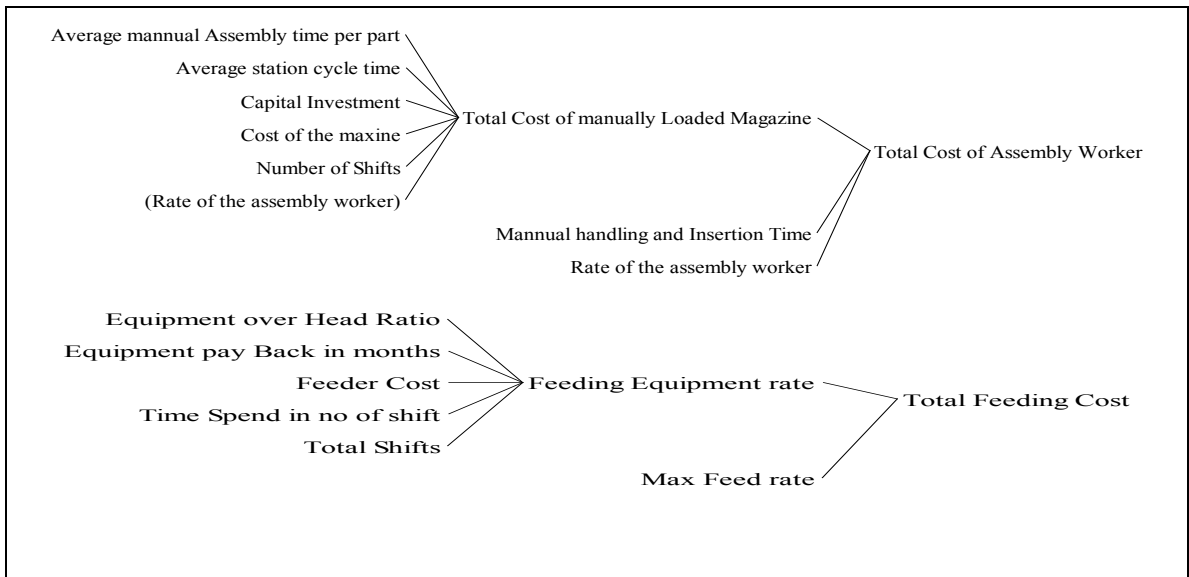 Average mannual Assembly time per part
Average station cycle time
Capital Investment
Cost of the maxine
Number of Shifts
(Rate of the assembly worker)
Total Cost of manually Loaded Magazine
Total Cost of Assembly Worker
Mannual handling and Insertion Time
Rate of the assembly worker
Equipment over Head Ratio
Equipment pay Back in months
Feeder Cost
Time Spend in no of shift
Total Shifts
Feeding Equipment rate
Total Feeding Cost
Max Feed rate